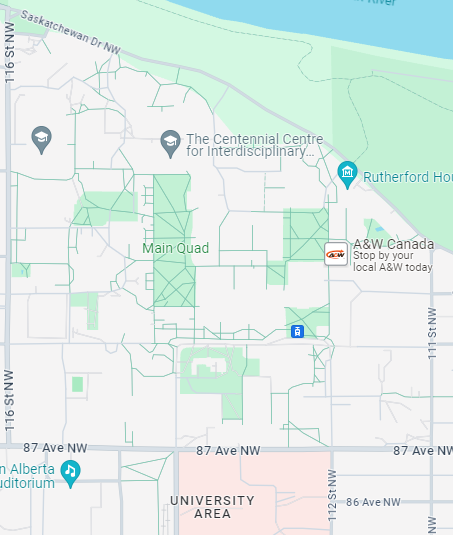 River
Saskatchewan Dr NW
116 St NW
The Centennial Centre
for Interdisciplinary...
Rutherford Hou
Main Quad
A&W Canada
Stop by your
local A&W today
A&W
111 St NW
116 St NW
87 Ave NW
87 Ave NW
87 Av
n Alberta
uditorium
UNIVERSITY
AREA
112 St NW
86 Ave NW
NW